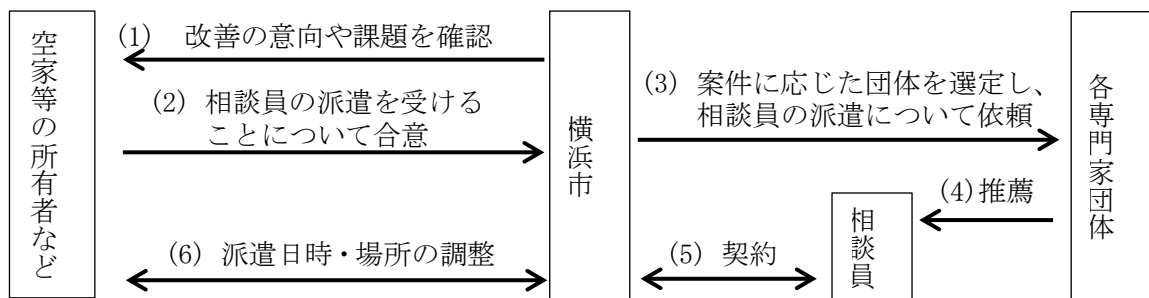 空家等の所有者など
(1) 改善の意向や課題を確認
(2) 相談員の派遣を受ける
ことについて合意
(6) 派遣日時・場所の調整
横浜市
(3) 案件に応じた団体を選定し、
相談員の派遣について依頼
(4)推薦
(5) 契約
相談員
各専門家団体